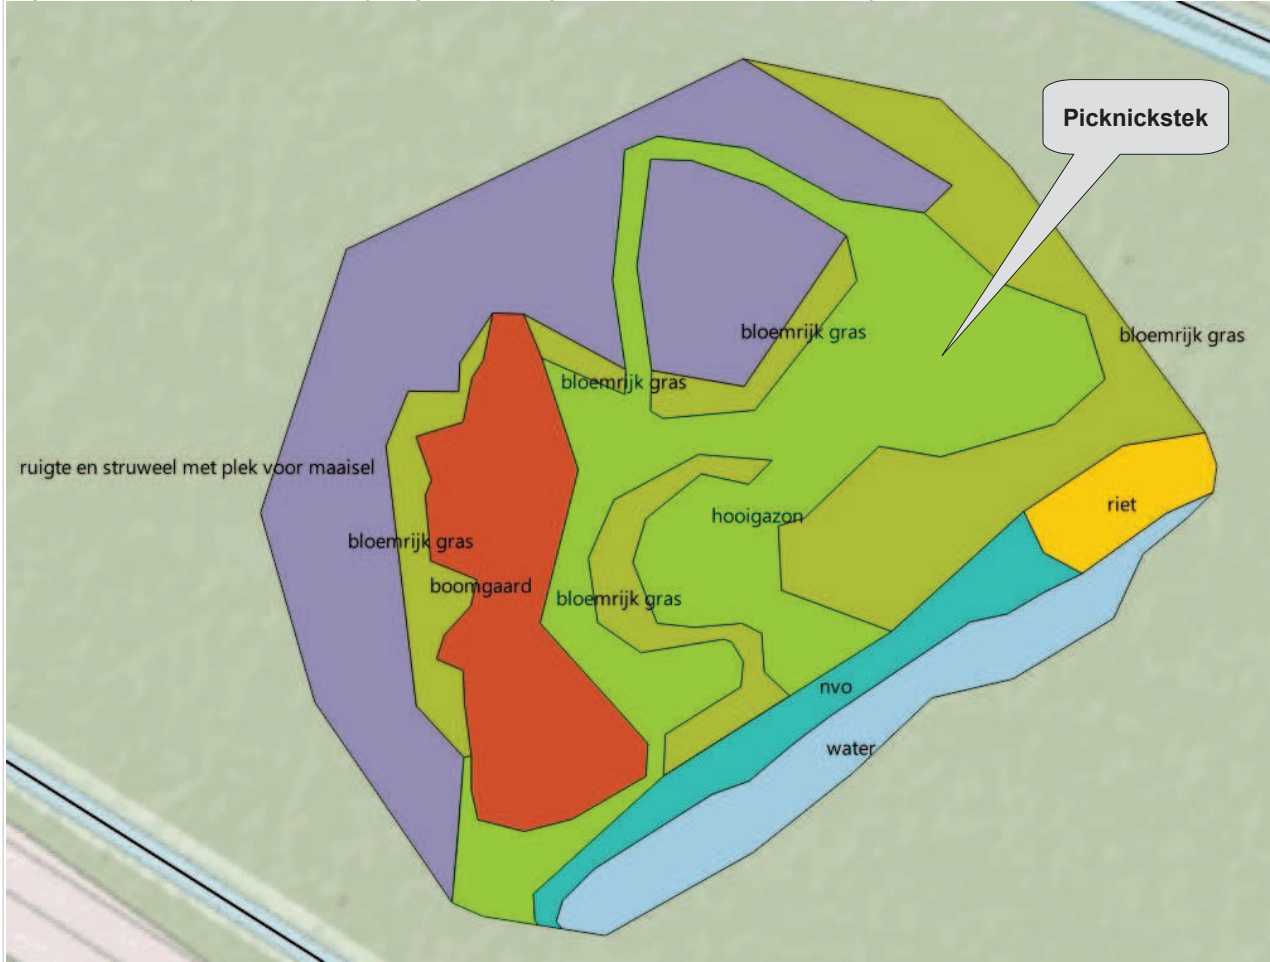 Picknickstek
bloemrijk gras
bloemrijk gras
bloemrijk gras
ruigte en struweel met plek voor maaisel
riet
hooigazon
bloemrijk gras
boomgaard
bloemrijk gras
nvo
water